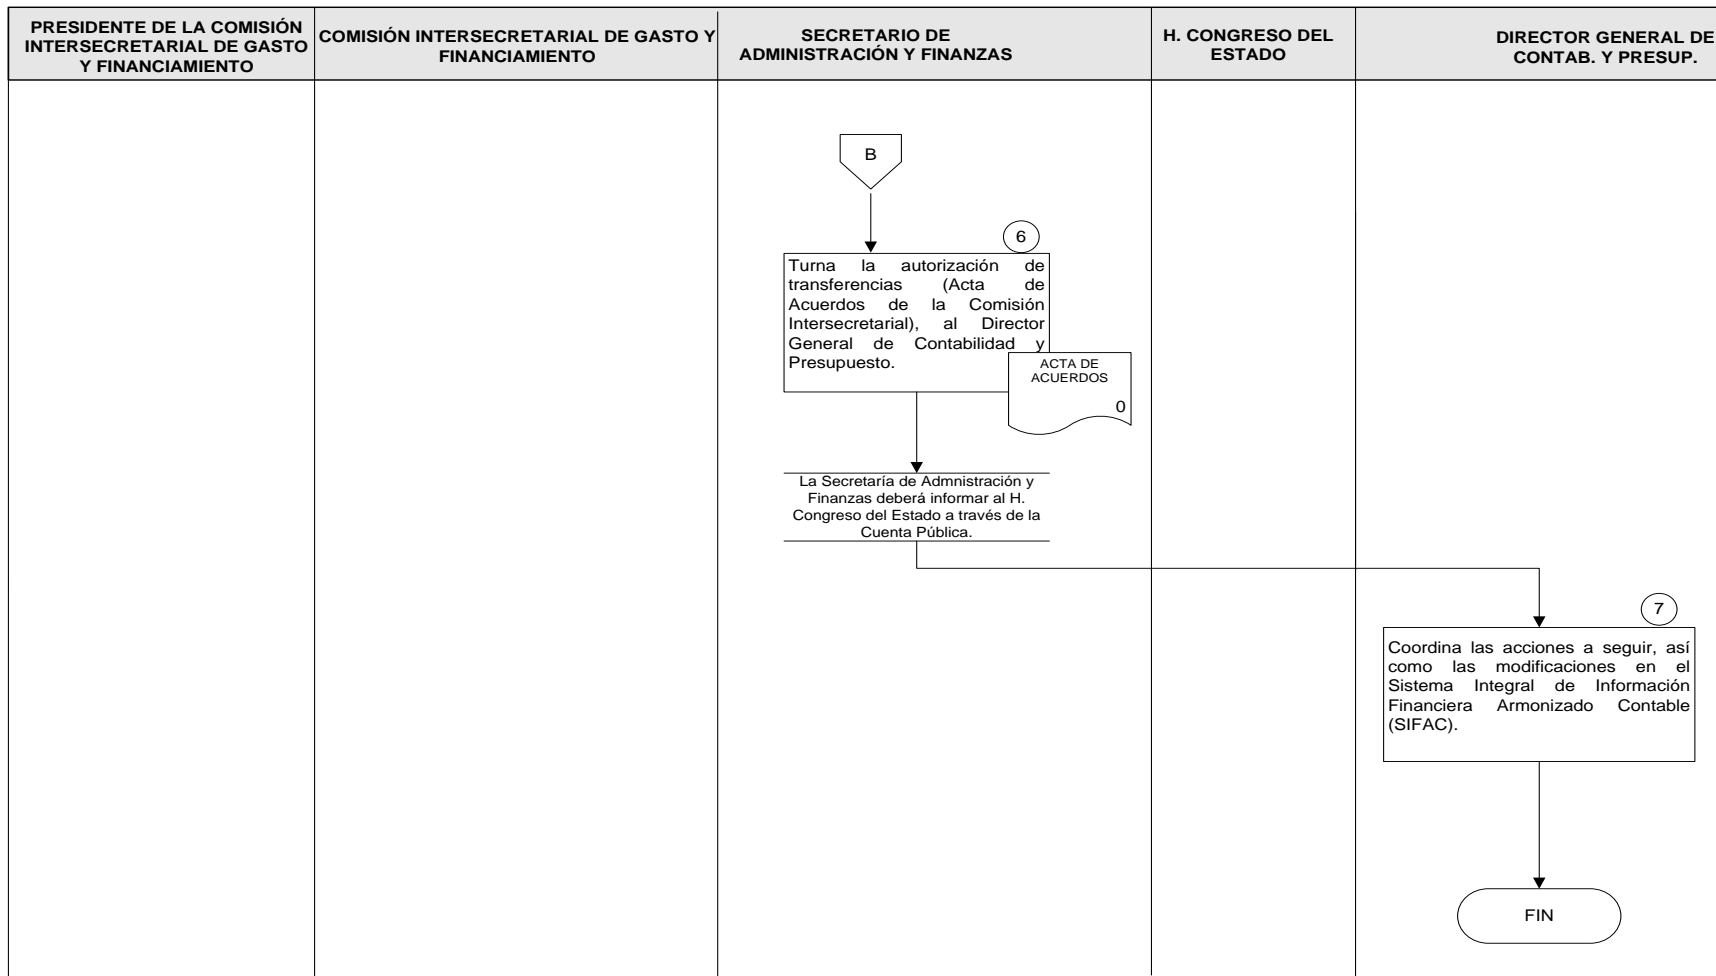 PRESIDENTE DE LA COMISIÓN
INTERSECRETARIAL DE GASTO
Y FINANCIAMIENTO
COMISIÓN INTERSECRETARIAL DE GASTO Y
FINANCIAMIENTO
SECRETARIO DE
ADMINISTRACIÓN Y FINANZAS
H. CONGRESO DEL
ESTADO
DIRECTOR GENERAL DE
CONTAB. Y PRESUP.
B
6
Turna la autorización de
transferencias (Acta de
Acuerdos de la Comisión
Intersecretarial), al Director
General de Contabilidad y
Presupuesto.
ACTA DE
ACUERDOS
0
La Secretaría de Admnistración y
Finanzas deberá informar al H.
Congreso del Estado a través de la
Cuenta Pública.
7
Coordina las acciones a seguir, así
como las modificaciones en el
Sistema Integral de Información
Financiera Armonizado Contable
(SIFAC).
FIN